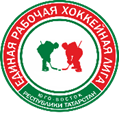 ЕДИНАЯ РАБОЧАЯ ХОККЕЙНАЯ ЛИГА
ЮГО ВОСТОК
РЕСПУБЛИКИ ТАТАРСТАН